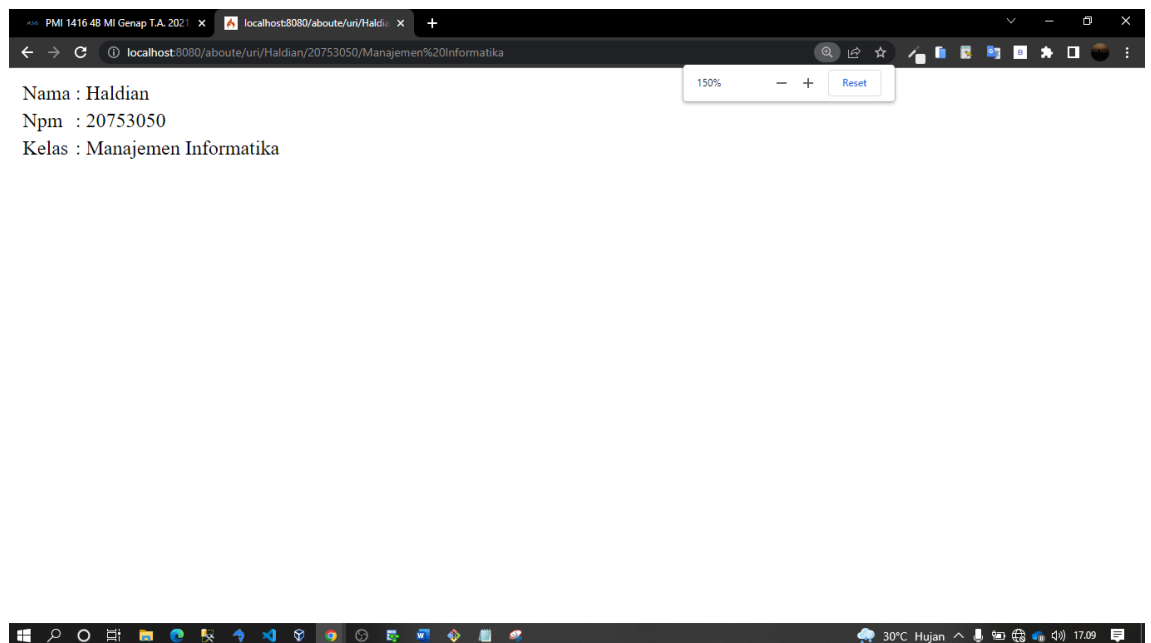 PMI 1416 4B MI Genap T.A. 2021
localhost:8080/aboute/uri/Haldia
localhost:8080/aboute/uri/Haldian/20753050/Manajemen%20Informatika
150%
Reset
Nama : Haldian
Npm : 20753050
Kelas : Manajemen Informatika
30°C Hujan
17.09